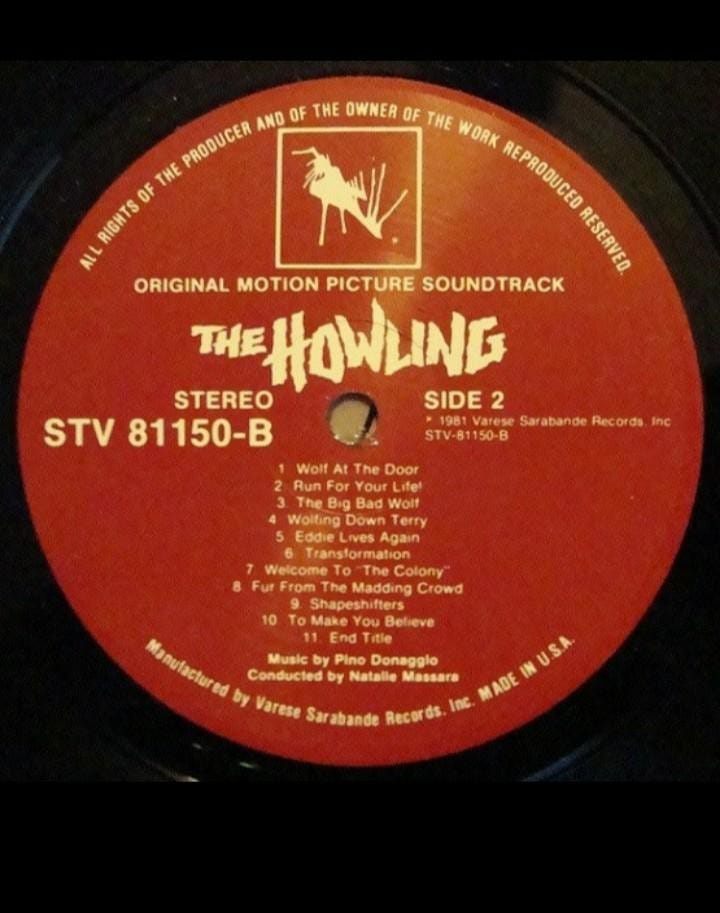 ALL RIGHTS OF THE PRODUCER AND OF THE OWNER OF THE WORK REPRODUCED RESERVED.
ORIGINAL MOTION PICTURE SOUNDTRACK
THE HOWLING
STEREO
STV 81150-B
SIDE 2
℗ 1981 Varese Sarabande Records, Inc
STV-81150-B
1 Wolf At The Door
2 Run For Your Life!
3 The Big Bad Wolf
4 Wolfing Down Terry
5 Eddie Lives Again
6 Transformation
7 Welcome To "The Colony"
8 Fur From The Madding Crowd
9 Shapeshifters
10 To Make You Believe
11. End Title
Music by Pino Donaggio
Conducted by Natalie Massara
Manufactured by Varese Sarabande Records, Inc. MADE IN U.S.A.